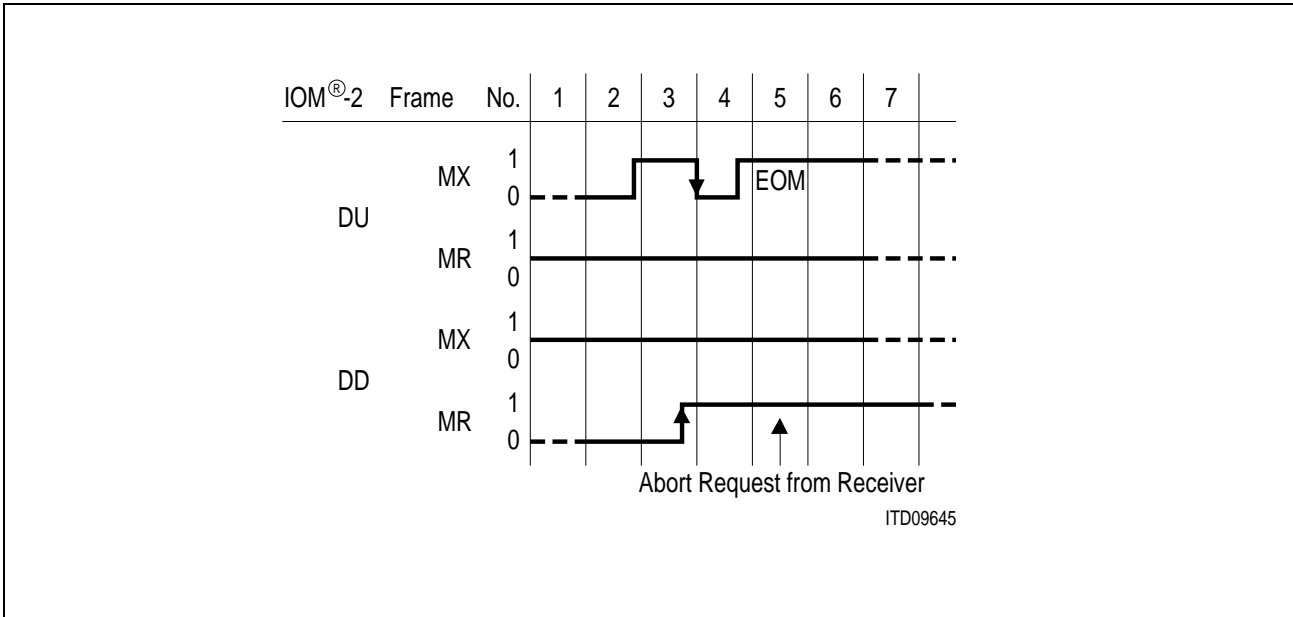 IOM®-2 Frame No. 1 2 3 4 5 6 7
MX 1
0
EOM
DU
MR 1
0
MX 1
0
DD
MR 1
0
Abort Request from Receiver
ITD09645